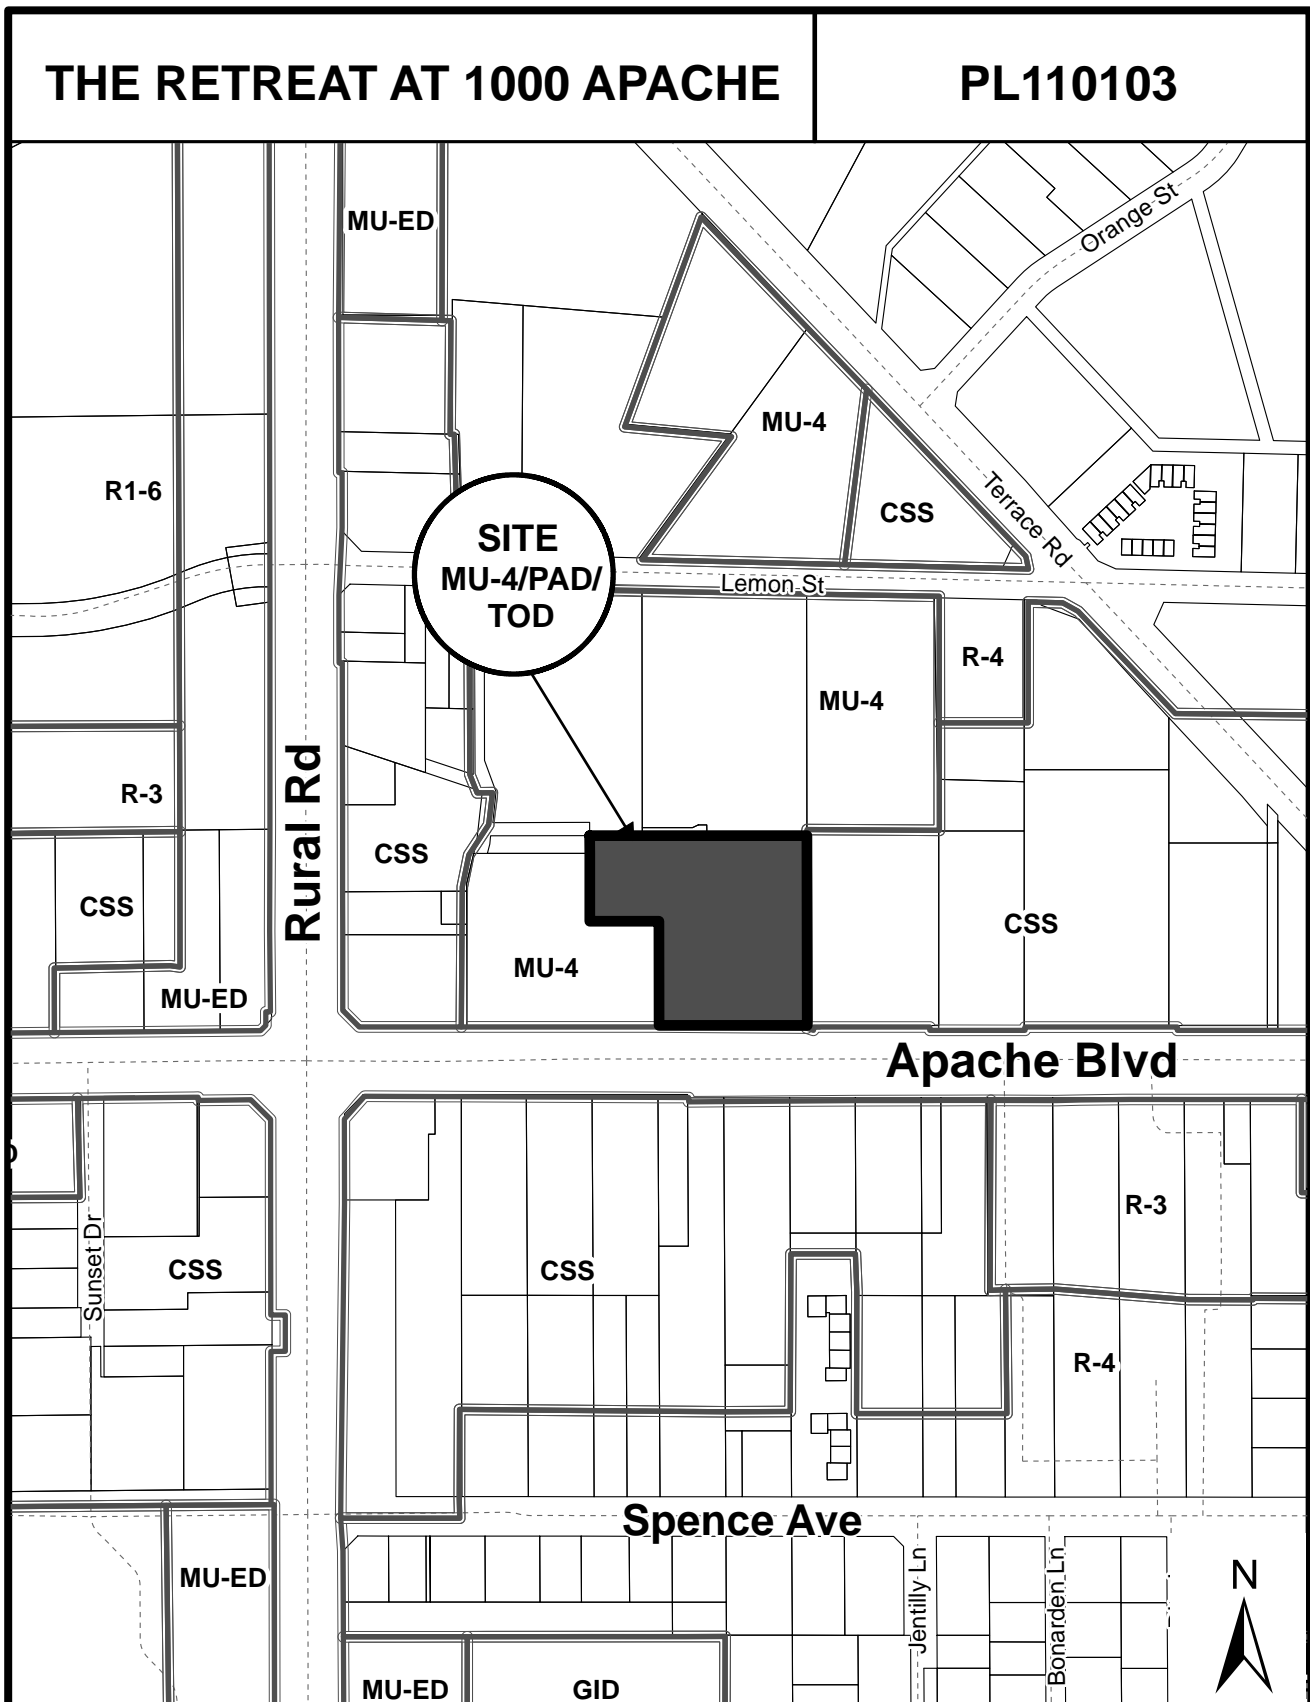 THE RETREAT AT 1000 APACHE
PL110103
MU-ED
Orange St
MU-4
R1-6
CSS
Terrace Rd
SITE
MU-4/PAD/
TOD
Lemon St
R-4
MU-4
Rural Rd
R-3
CSS
CSS
CSS
MU-4
MU-ED
Apache Blvd
R-3
Sunset Dr
CSS
CSS
R-4
Spence Ave
MU-ED
Jentilly Ln
Bonarden Ln
N
MU-ED
GID